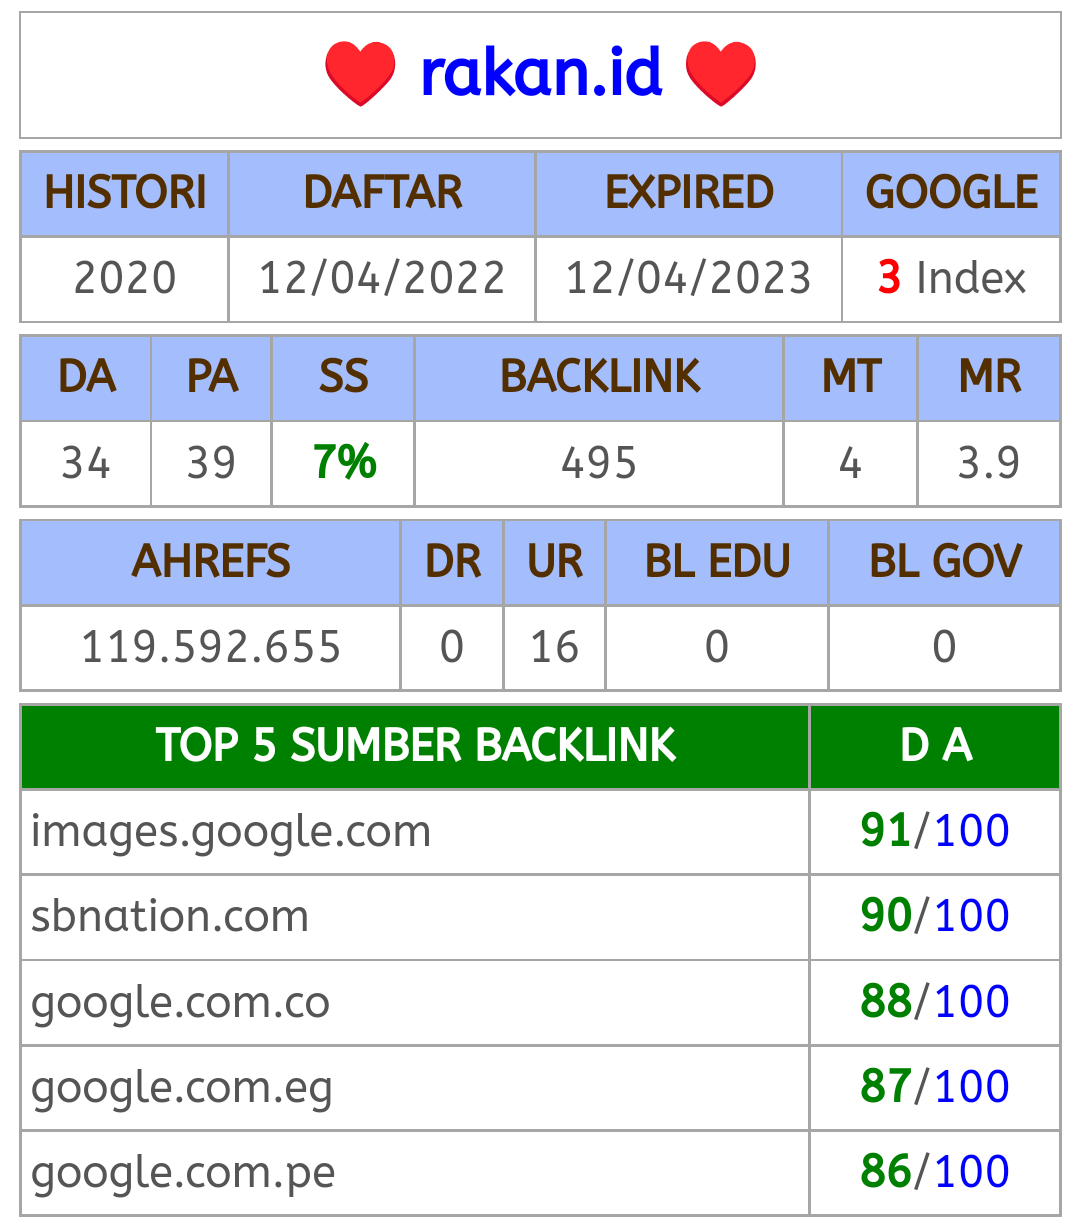 ❤ rakan.id ❤
HISTORI DAFTAR EXPIRED GOOGLE
2020 12/04/2022 12/04/2023 3 Index
DA PA SS BACKLINK MT MR
34 39 7% 495 4 3.9
AHREFS DR UR BL EDU BL GOV
119.592.655 0 16 0 0
TOP 5 SUMBER BACKLINK D A
images.google.com 91/100
sbnation.com 90/100
google.com.co 88/100
google.com.eg 87/100
google.com.pe 86/100